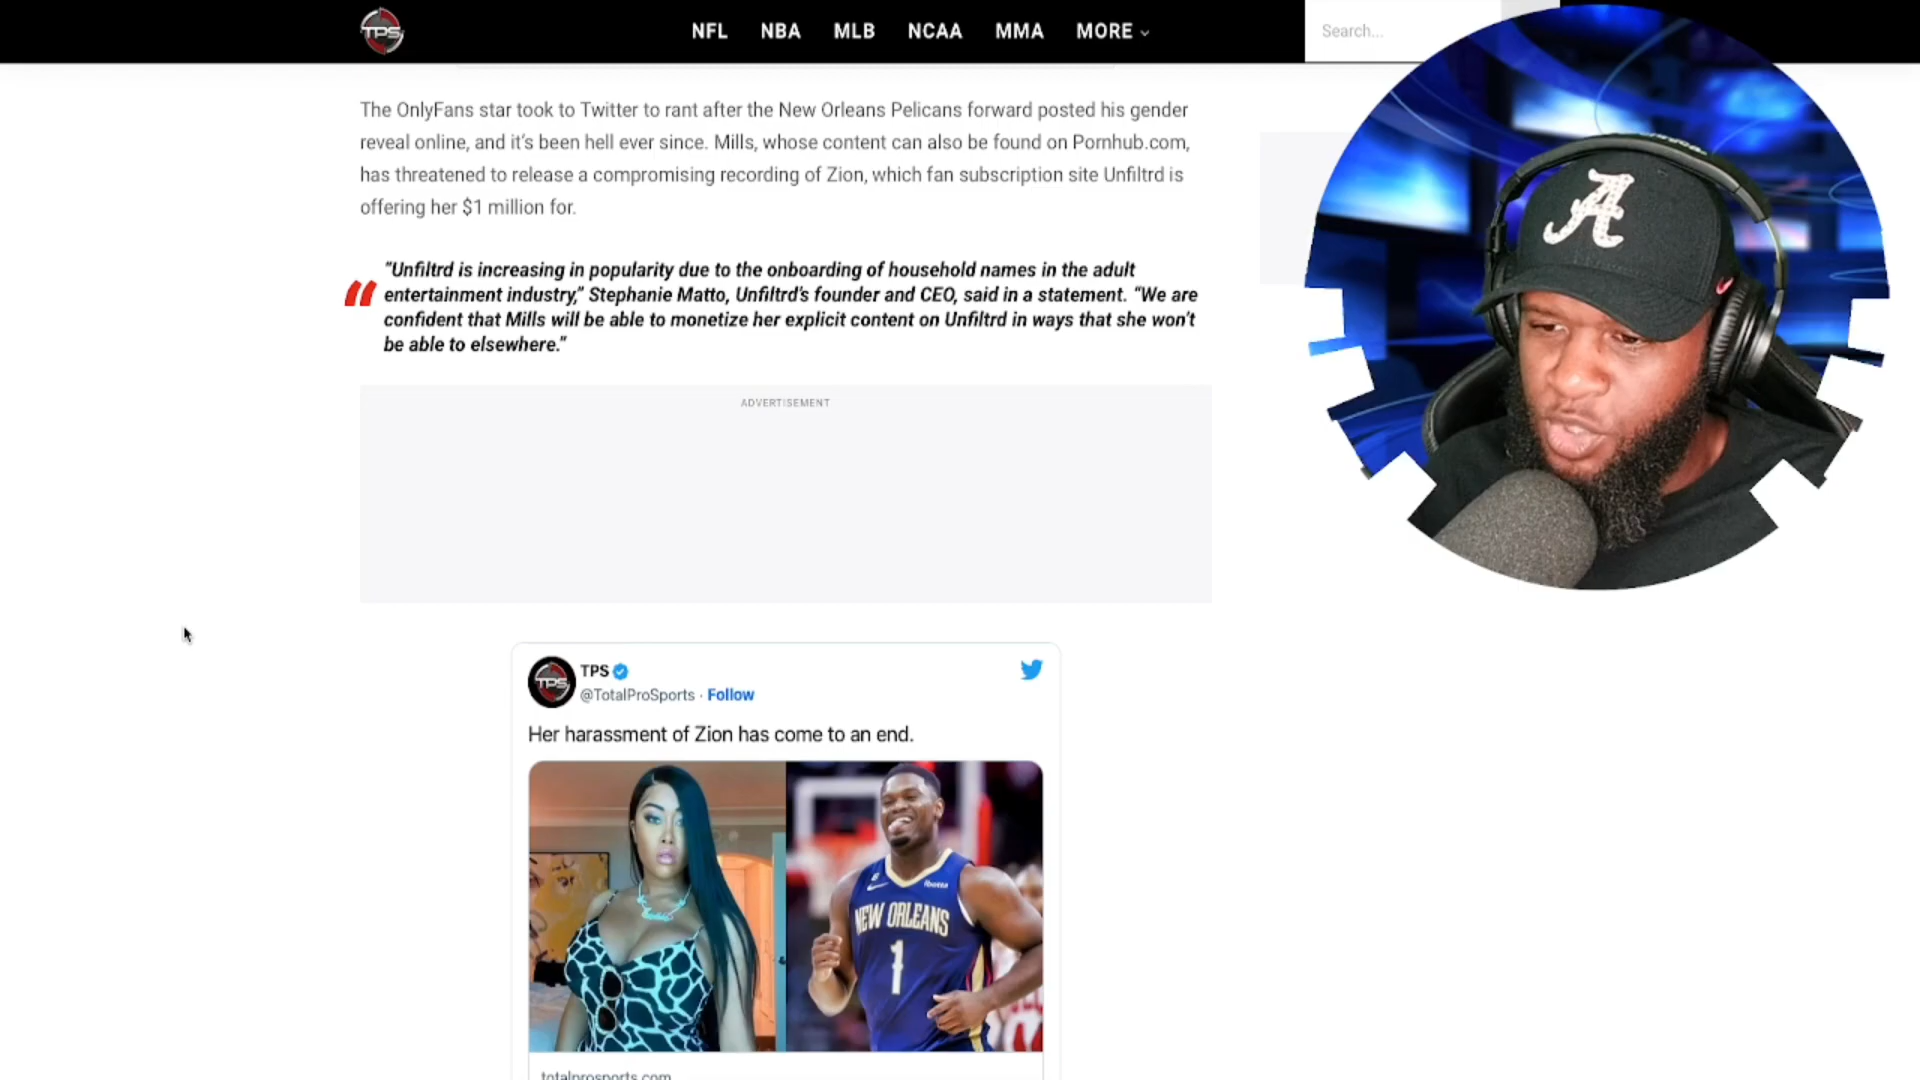 TPS
NFL NBA MLB NCAA MMA MORE
Search...
The OnlyFans star took to Twitter to rant after the New Orleans Pelicans forward posted his gender
reveal online, and it's been hell ever since. Mills, whose content can also be found on Pornhub.com,
has threatened to release a compromising recording of Zion, which fan subscription site Unfiltrd is
offering her $1 million for.
"Unfiltrd is increasing in popularity due to the onboarding of household names in the adult
entertainment industry," Stephanie Matto, Unfiltrd's founder and CEO, said in a statement. "We are
confident that Mills will be able to monetize her explicit content on Unfiltrd in ways that she won't
be able to elsewhere."
ADVERTISEMENT
TPS
TPS
@TotalProSports · Follow
Her harassment of Zion has come to an end.
6
NEW ORLEANS
1
totalprosports.com
A